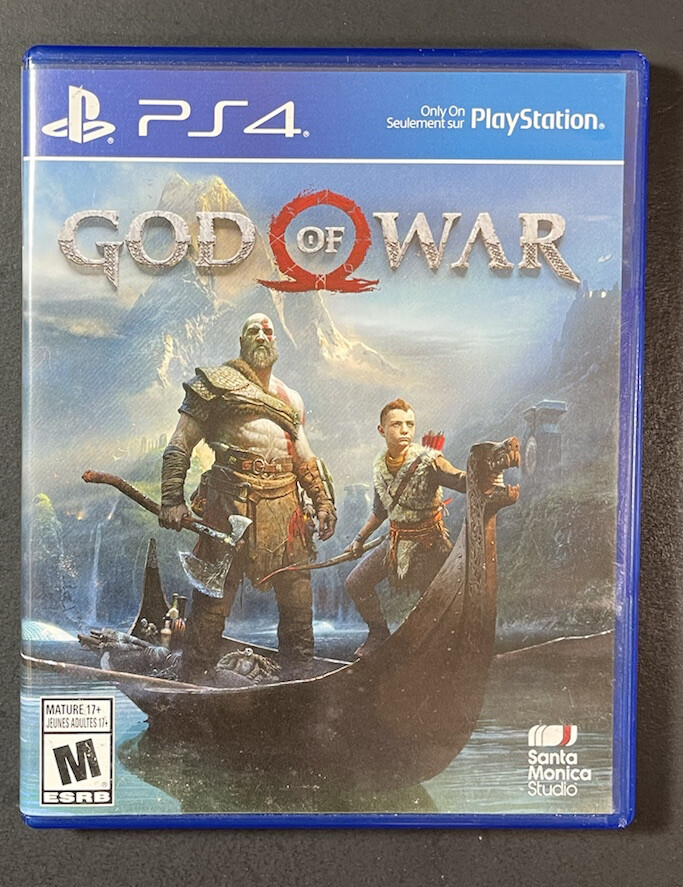 PS4
Only On
Seulement sur PlayStation®
GOD OF WAR
MATURE 17+
JEUNES ADULTES 17+
M
ESRB
Santa
Monica
Studio